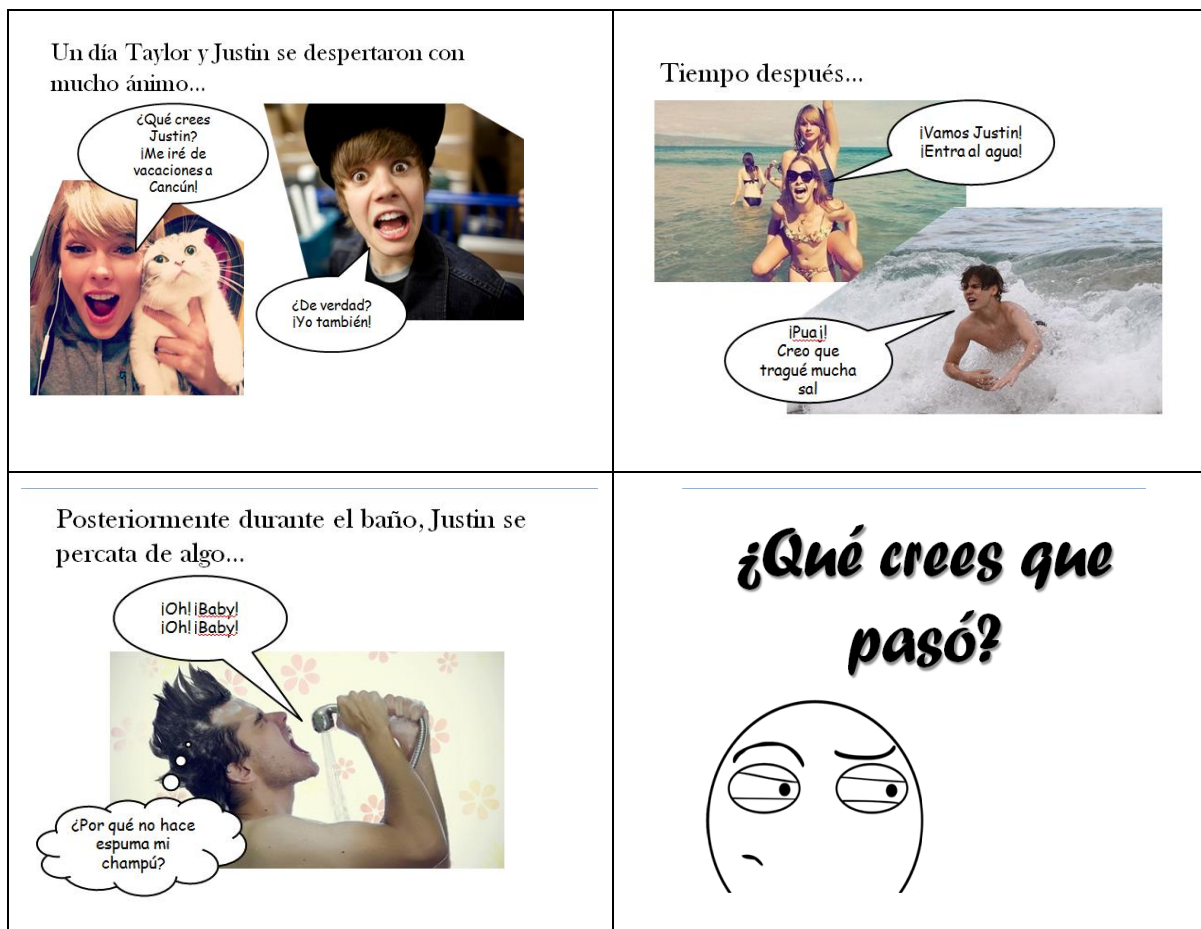 Un día Taylor y Justin se despertaron con
mucho ánimo...
¿Qué crees
Justin?
¡Me iré de
vacaciones a
Cancún!
¿De verdad?
¡Yo también!
Tiempo después...
¡Vamos Justin!
¡Entra al agua!
¡Puaj!
Creo que
tragué mucha
sal
Posteriormente durante el baño, Justin se
percata de algo...
¡Oh! ¡Baby!
¡Oh! ¡Baby!
¿Por qué no hace
espuma mi
champú?
¿Qué crees que
pasó?